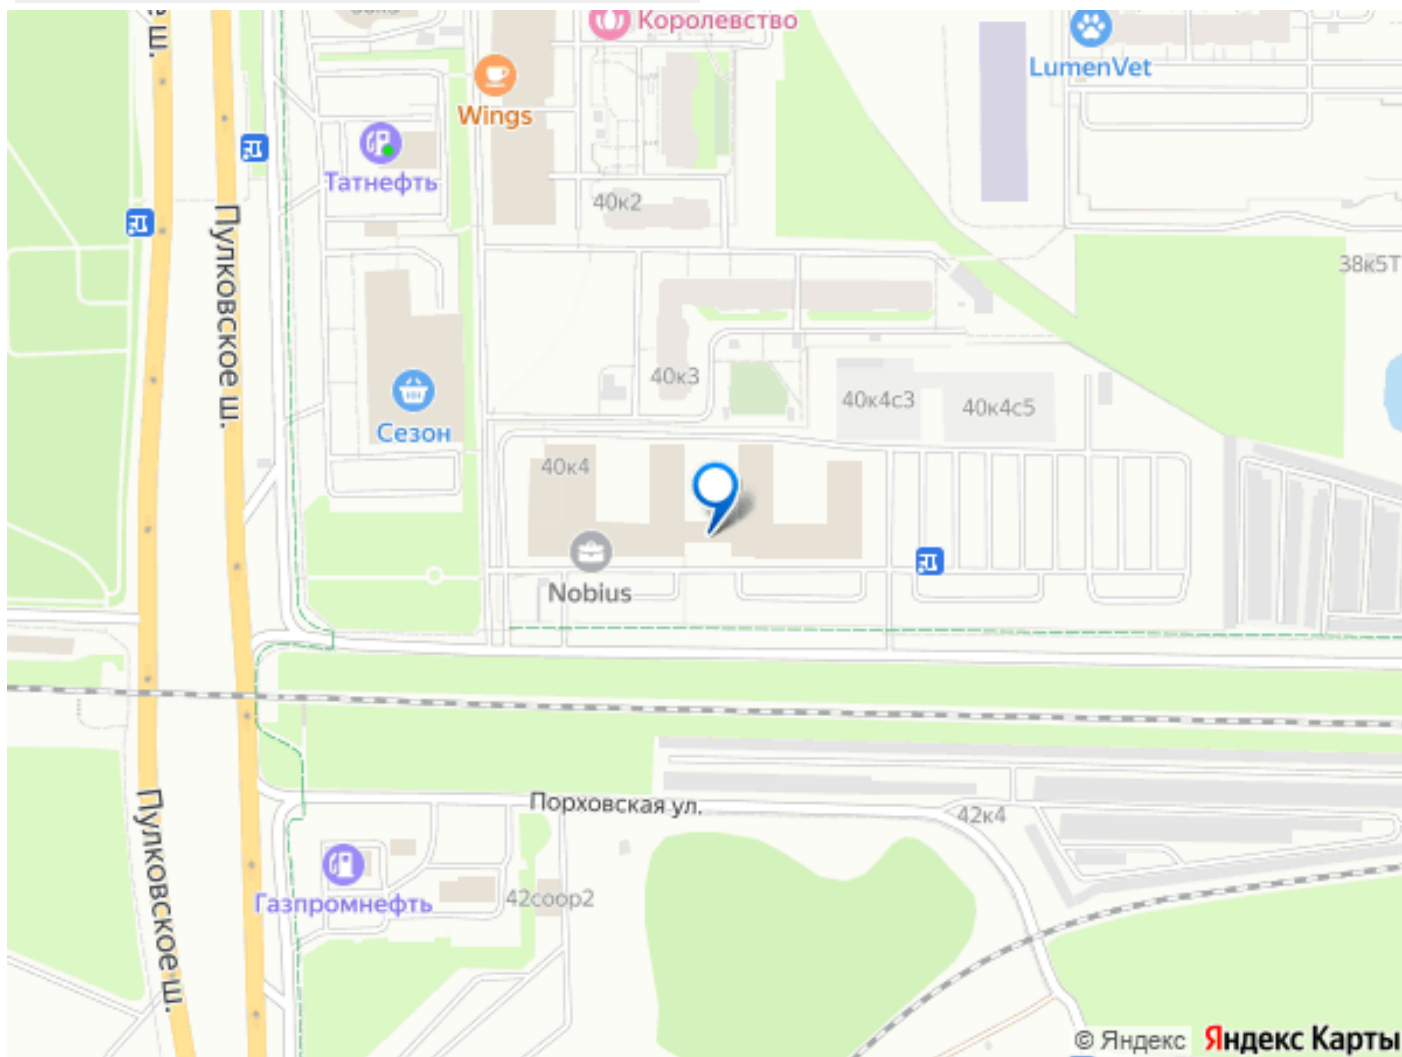 Королевство
ш.
LumenVet
Wings
Татнефть
40к2
Пулковское ш.
38к5Т
40к3
40к4с3
40к4с5
Сезон
40к4
Nobius
Порховская ул.
42к4
Пулковское ш.
Газпромнефть
42соор2
© Яндекс Яндекс Карты